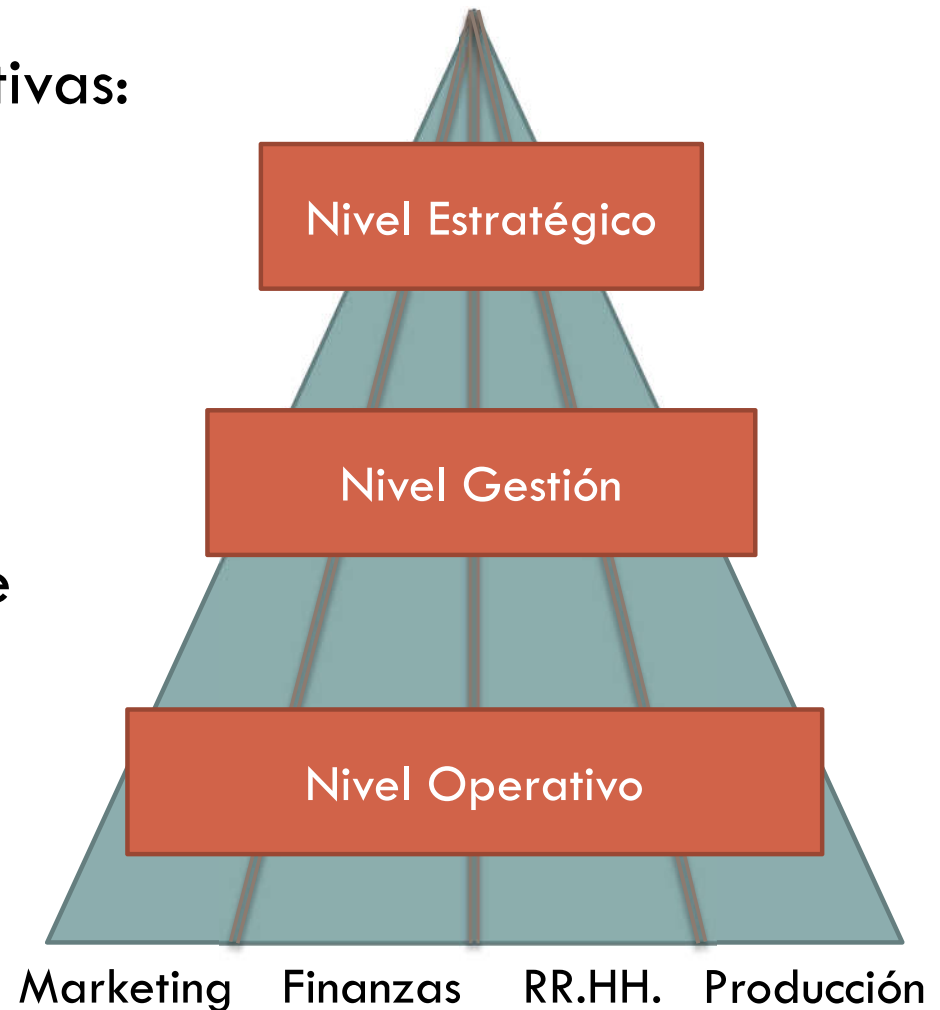 tivas:
Nivel Estratégico
Nivel Gestión
e
Nivel Operativo
Marketing Finanzas RR.HH. Producción